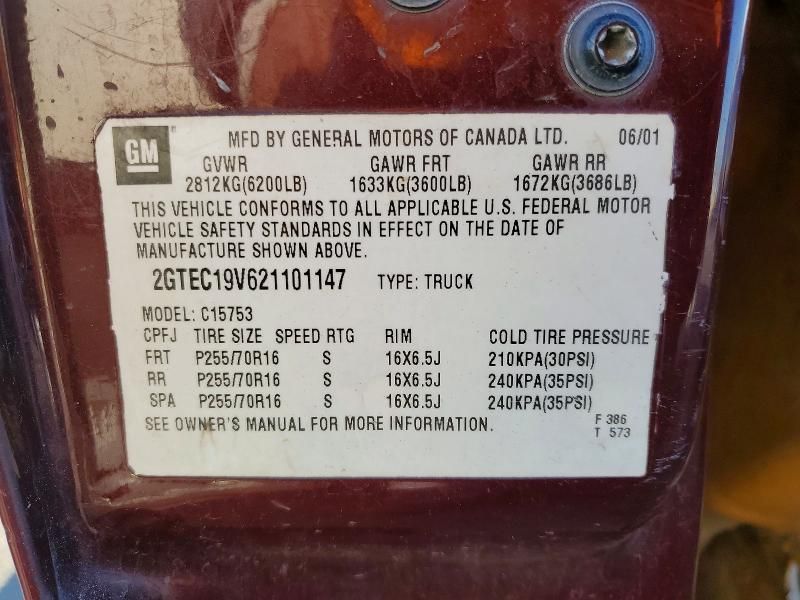 GM MFD BY GENERAL MOTORS OF CANADA LTD. 06/01
GVWR GAWR FRT GAWR RR
2812KG(6200LB) 1633KG(3600LB) 1672KG(3686LB)
THIS VEHICLE CONFORMS TO ALL APPLICABLE U.S. FEDERAL MOTOR
VEHICLE SAFETY STANDARDS IN EFFECT ON THE DATE OF
MANUFACTURE SHOWN ABOVE.
2GTEC19V621101147 TYPE: TRUCK
MODEL: C15753
CPFJ TIRE SIZE SPEED RTG RIM COLD TIRE PRESSURE
FRT P255/70R16 S 16X6.5J 210KPA(30PSI)
RR P255/70R16 S 16X6.5J 240KPA(35PSI)
SPA P255/70R16 S 16X6.5J 240KPA(35PSI)
SEE OWNER'S MANUAL FOR MORE INFORMATION.
F 386
T 573